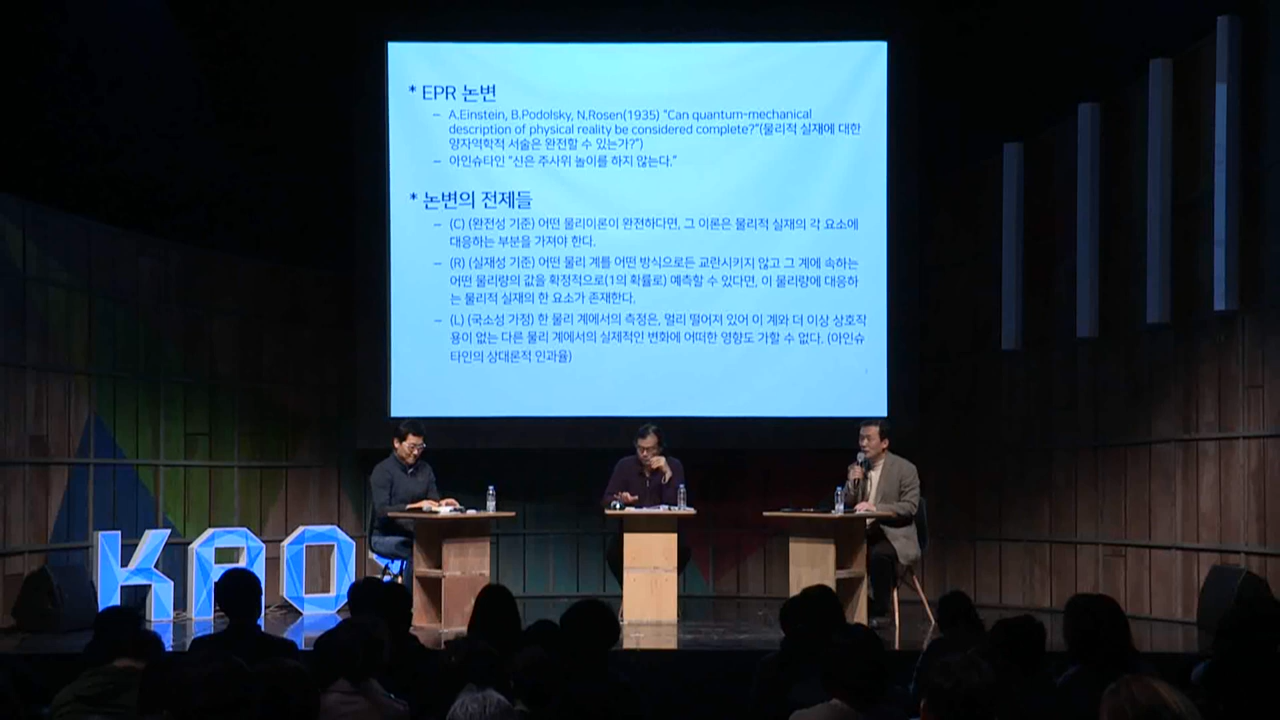 * EPR 논변
– A.Einstein, B.Podolsky, N.Rosen(1935) "Can quantum-mechanical
description of physical reality be considered complete?"(물리적 실재에 대한
양자역학적 서술은 완전할 수 있는가?")
– 아인슈타인 "신은 주사위 놀이를 하지 않는다."
* 논변의 전제들
– (C) (완전성 기준) 어떤 물리이론이 완전하다면, 그 이론은 물리적 실재의 각 요소에
대응하는 부분을 가져야 한다.
– (R) (실재성 기준) 어떤 물리 계를 어떤 방식으로든 교란시키지 않고 그 계에 속하는
어떤 물리량의 값을 확정적으로(1의 확률로) 예측할 수 있다면, 이 물리량에 대응하
는 물리적 실재의 한 요소가 존재한다.
– (L) (국소성 가정) 한 물리 계에서의 측정은, 멀리 떨어져 있어 이 계와 더 이상 상호작
용이 없는 다른 물리 계에서의 실제적인 변화에 어떠한 영향도 가할 수 없다. (아인슈
타인의 상대론적 인과율)
KAO